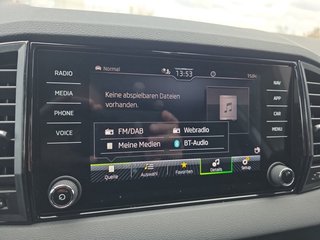 RADIO
MEDIA
PHONE
VOICE
Normal
13:53
Keine abspielbaren Dateien
vorhanden.
FM/DAB
Webradio
Meine Medien
BT-Audio
Quelle
Auswahl
Favoriten
Details
Setup
NAV
APP
CAR
MENU